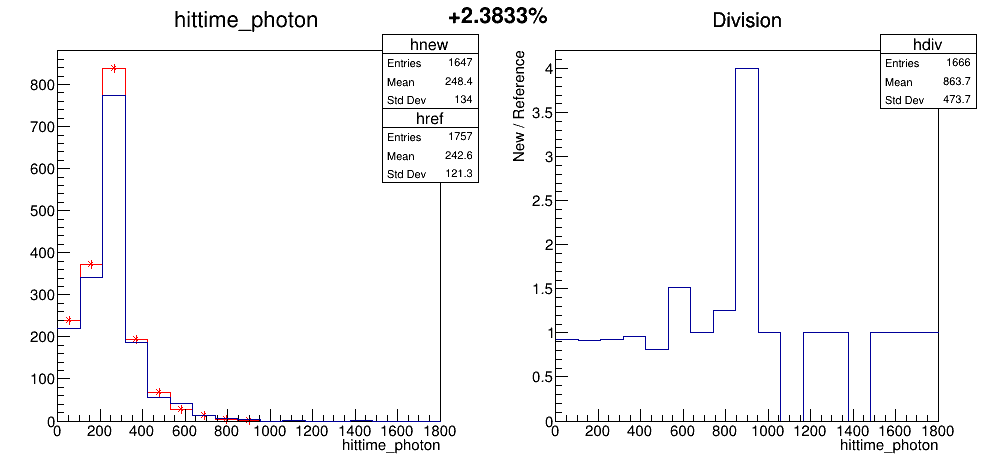 +2.3833%
hittime_photon
hnew
Entries 1647
Mean 248.4
Std Dev 134
href
Entries 1757
Mean 242.6
Std Dev 121.3
800
700
600
500
400
300
200
100
0
0 200 400 600 800 1000 1200 1400 1600 1800
hittime_photon
Division
hdiv
Entries 1666
Mean 863.7
Std Dev 473.7
New / Reference
4
3.5
3
2.5
2
1.5
1
0.5
0
0 200 400 600 800 1000 1200 1400 1600 1800
hittime_photon